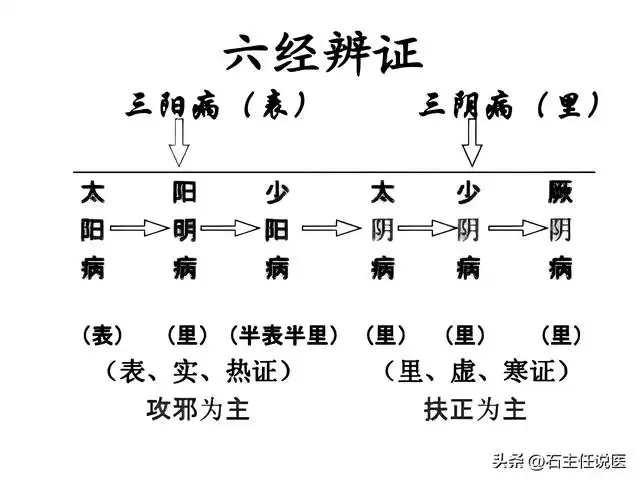 六经辨证
三阳病（表） 三阴病（里）
太阳病 阳明病 少阳病 太阴病 少阴病 厥阴病
（表） （里） （半表半里） （里） （里） （里）
（表、实、热证） （里、虚、寒证）
攻邪为主 扶正为主
头条 @石主任说医